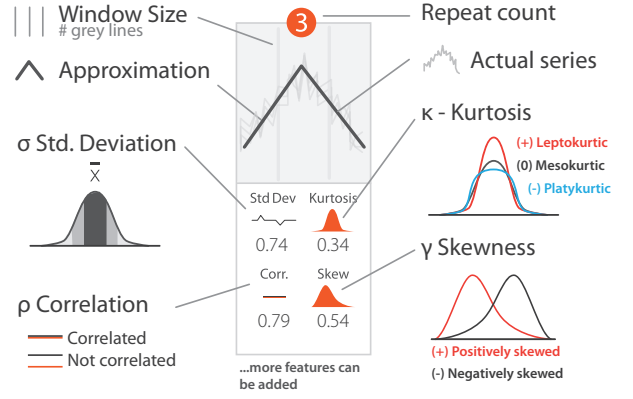 Window Size
# grey lines
3
Repeat count
Approximation
Actual series
σ Std. Deviation
x
κ - Kurtosis
(+) Leptokurtic
(0) Mesokurtic
(-) Platykurtic
Std Dev Kurtosis
0.74 0.34
Corr. Skew
0.79 0.54
γ Skewness
(+) Positively skewed
(-) Negatively skewed
ρ Correlation
Correlated
Not correlated
...more features can
be added